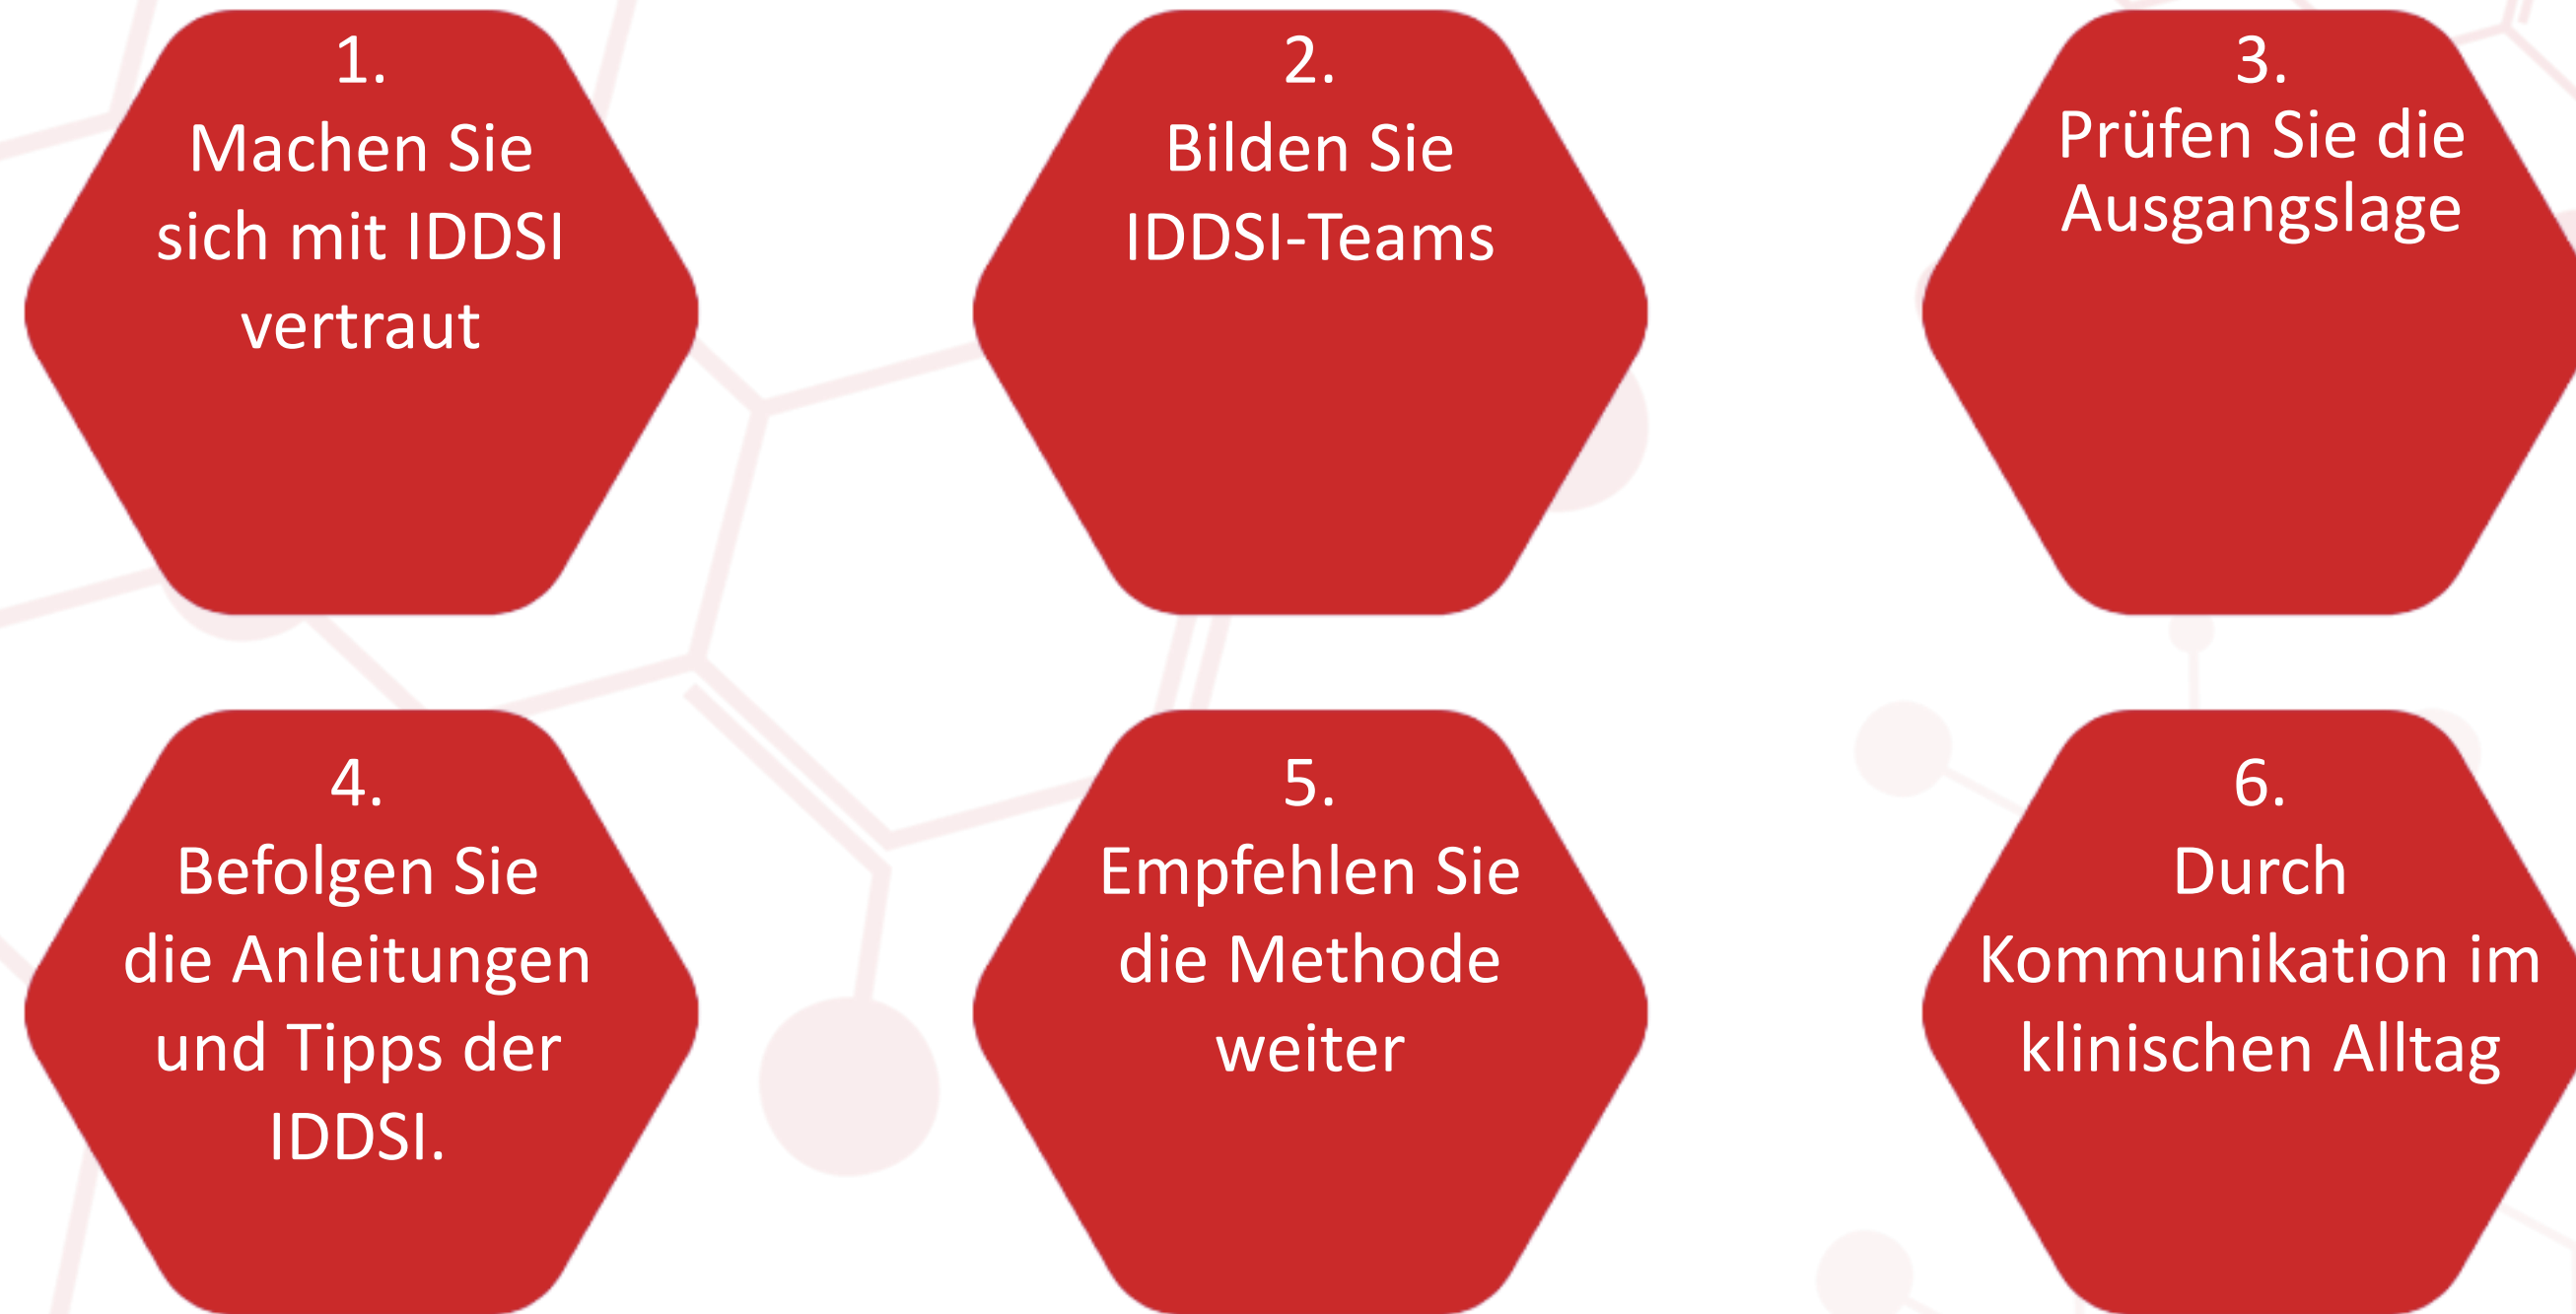 1.
Machen Sie
sich mit IDDSI
vertraut
2.
Bilden Sie
IDDSI-Teams
3.
Prüfen Sie die
Ausgangslage
4.
Befolgen Sie
die Anleitungen
und Tipps der
IDDSI.
5.
Empfehlen Sie
die Methode
weiter
6.
Durch
Kommunikation im
klinischen Alltag